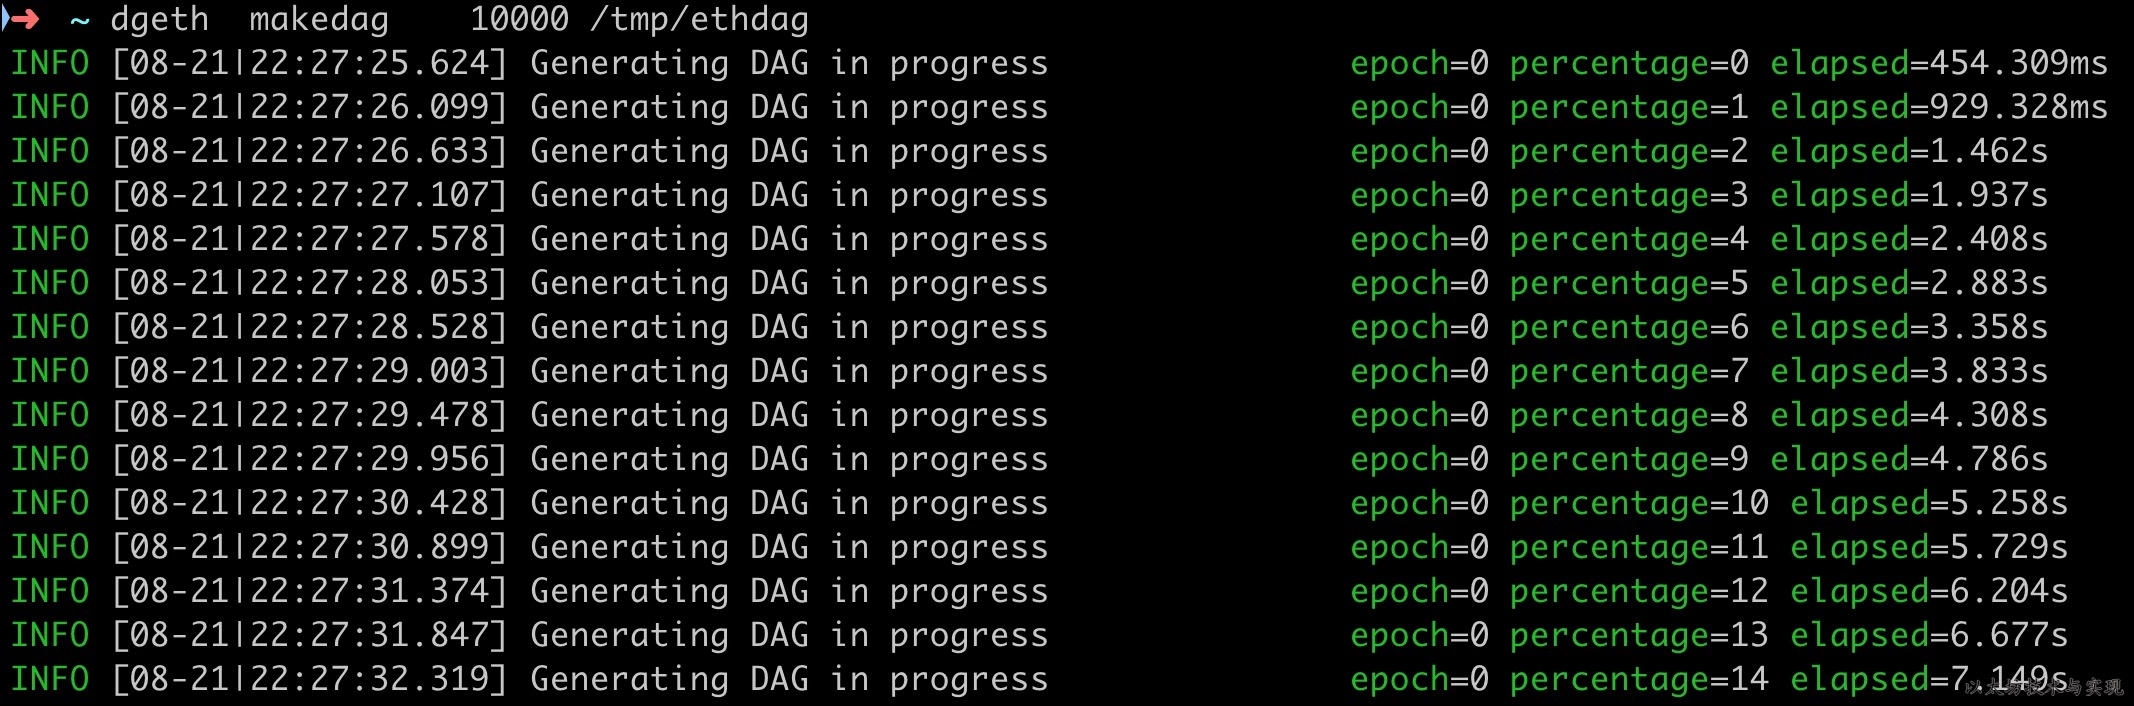 ➜ ~ dgeth makedag 10000 /tmp/ethdag
INFO [08-21|22:27:25.624] Generating DAG in progress epoch=0 percentage=0 elapsed=454.309ms
INFO [08-21|22:27:26.099] Generating DAG in progress epoch=0 percentage=1 elapsed=929.328ms
INFO [08-21|22:27:26.633] Generating DAG in progress epoch=0 percentage=2 elapsed=1.462s
INFO [08-21|22:27:27.107] Generating DAG in progress epoch=0 percentage=3 elapsed=1.937s
INFO [08-21|22:27:27.578] Generating DAG in progress epoch=0 percentage=4 elapsed=2.408s
INFO [08-21|22:27:28.053] Generating DAG in progress epoch=0 percentage=5 elapsed=2.883s
INFO [08-21|22:27:28.528] Generating DAG in progress epoch=0 percentage=6 elapsed=3.358s
INFO [08-21|22:27:29.003] Generating DAG in progress epoch=0 percentage=7 elapsed=3.833s
INFO [08-21|22:27:29.478] Generating DAG in progress epoch=0 percentage=8 elapsed=4.308s
INFO [08-21|22:27:29.956] Generating DAG in progress epoch=0 percentage=9 elapsed=4.786s
INFO [08-21|22:27:30.428] Generating DAG in progress epoch=0 percentage=10 elapsed=5.258s
INFO [08-21|22:27:30.899] Generating DAG in progress epoch=0 percentage=11 elapsed=5.729s
INFO [08-21|22:27:31.374] Generating DAG in progress epoch=0 percentage=12 elapsed=6.204s
INFO [08-21|22:27:31.847] Generating DAG in progress epoch=0 percentage=13 elapsed=6.677s
INFO [08-21|22:27:32.319] Generating DAG in progress epoch=0 percentage=14 elapsed=7.149s
以太坊技术与实现